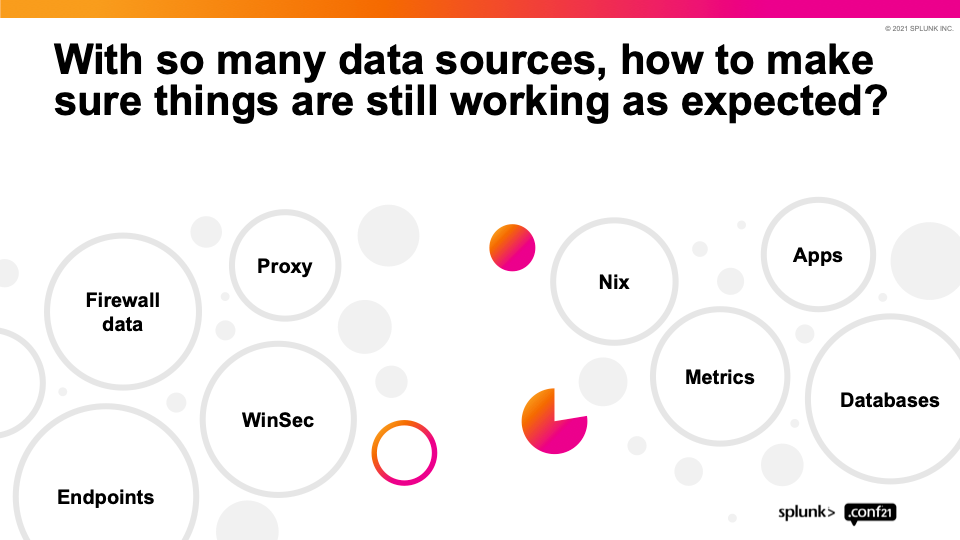 © 2021 SPLUNK INC.
With so many data sources, how to make
sure things are still working as expected?
Firewall
data
Proxy
WinSec
Endpoints
Nix
Apps
Metrics
Databases
splunk> .conf21